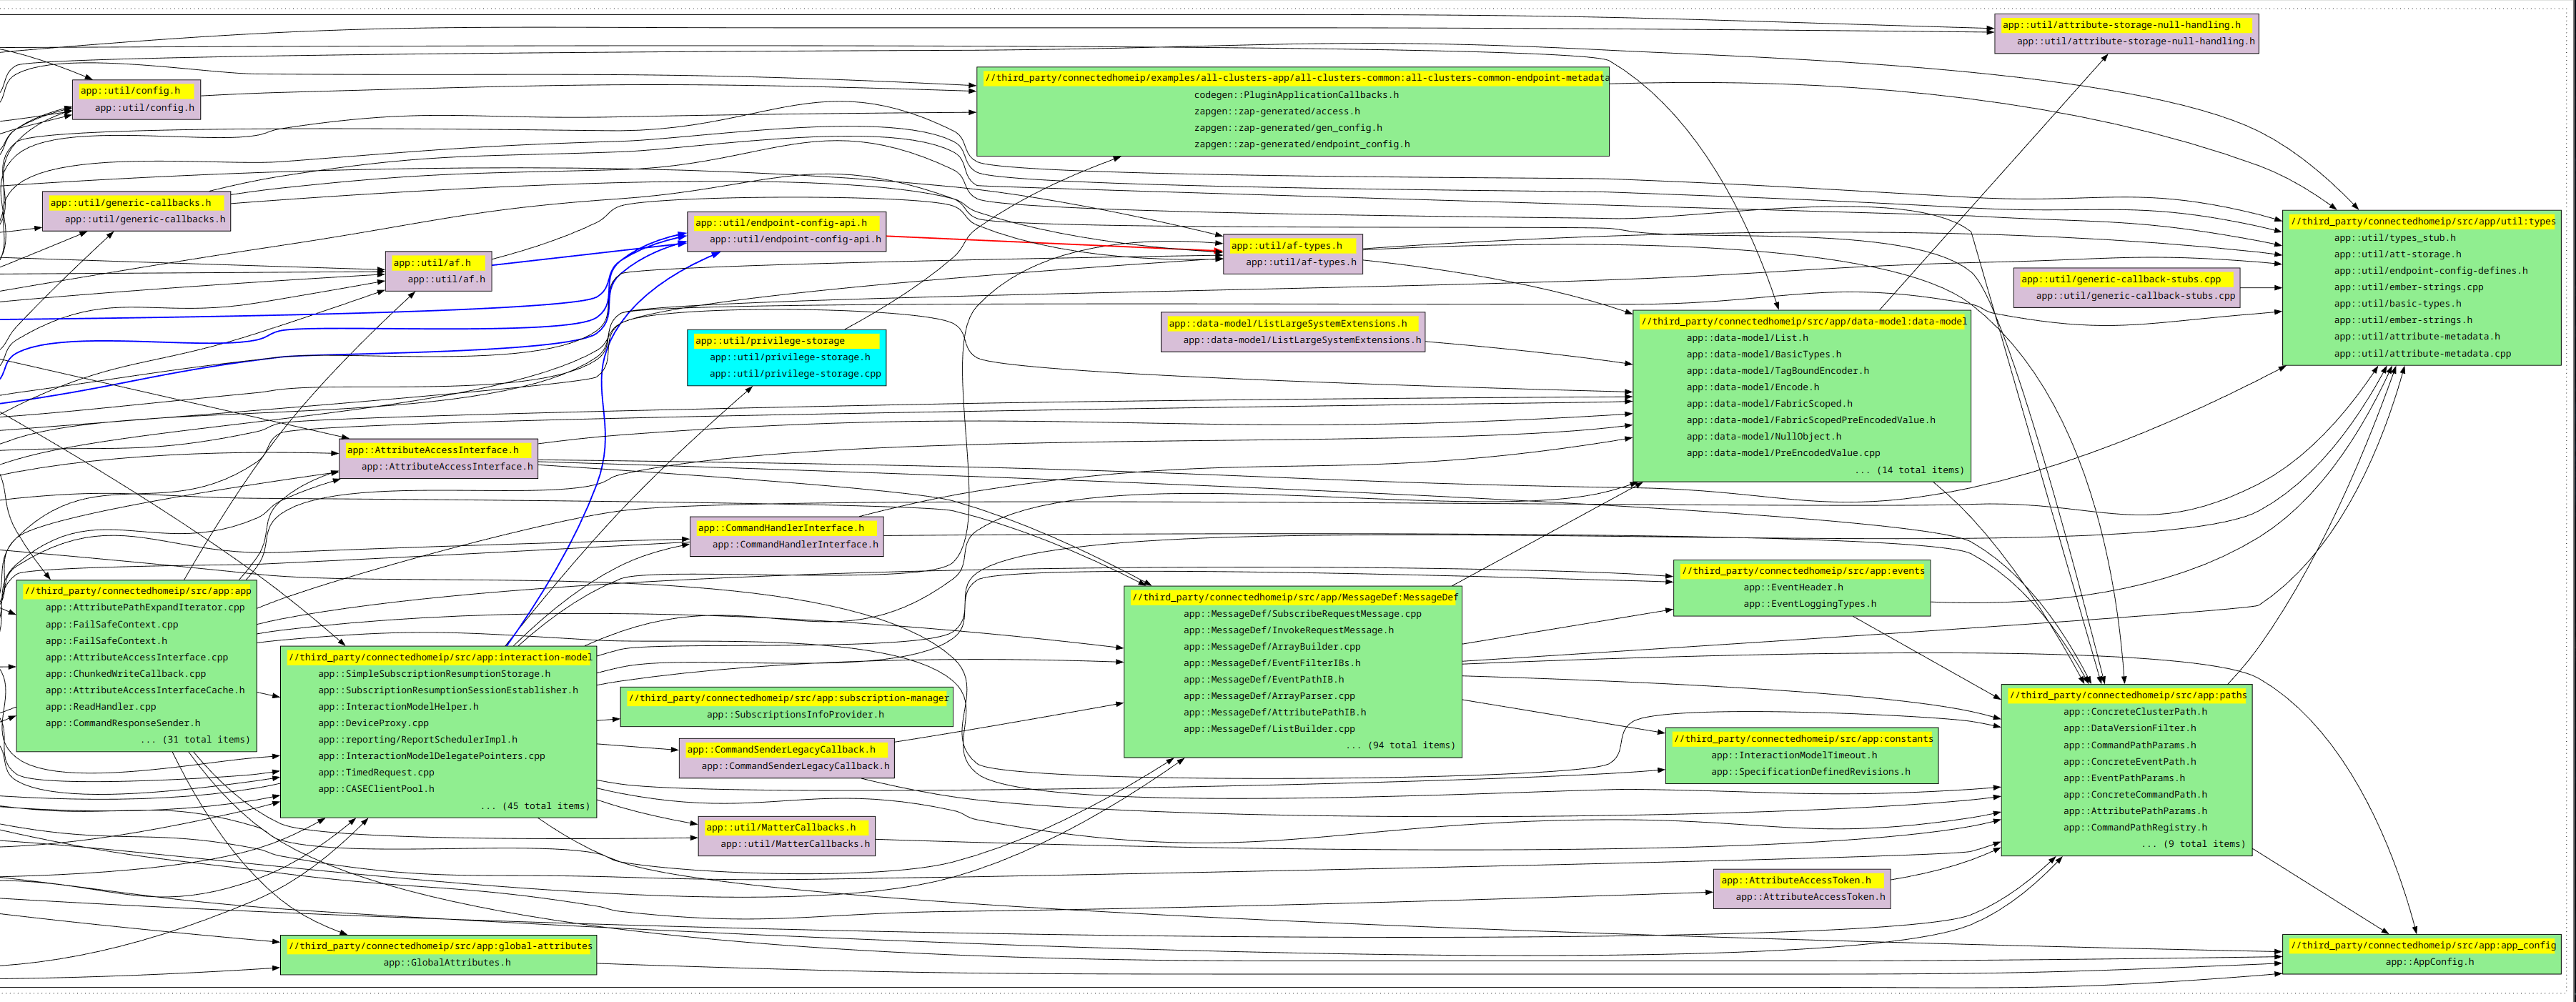 app::util/attribute-storage-null-handling.h
app::util/attribute-storage-null-handling.h
app::util/config.h
app::util/config.h
//third_party/connectedhomeip/examples/all-clusters-app/all-clusters-common:all-clusters-common-endpoint-metadata
codegen::PluginApplicationCallbacks.h
zapgen::zap-generated/access.h
zapgen::zap-generated/gen_config.h
zapgen::zap-generated/endpoint_config.h
app::util/generic-callbacks.h
app::util/generic-callbacks.h
app::util/endpoint-config-api.h
app::util/endpoint-config-api.h
app::util/af-types.h
app::util/af-types.h
//third_party/connectedhomeip/src/app/util:types
app::util/types_stub.h
app::util/att-storage.h
app::util/endpoint-config-defines.h
app::util/ember-strings.cpp
app::util/basic-types.h
app::util/ember-strings.h
app::util/attribute-metadata.h
app::util/attribute-metadata.cpp
app::util/af.h
app::util/af.h
app::util/generic-callback-stubs.cpp
app::util/generic-callback-stubs.cpp
app::util/privilege-storage
app::util/privilege-storage.h
app::util/privilege-storage.cpp
app::data-model/ListLargeSystemExtensions.h
app::data-model/ListLargeSystemExtensions.h
//third_party/connectedhomeip/src/app/data-model:data-model
app::data-model/List.h
app::data-model/BasicTypes.h
app::data-model/TagBoundEncoder.h
app::data-model/Encode.h
app::data-model/FabricScoped.h
app::data-model/FabricScopedPreEncodedValue.h
app::data-model/NullObject.h
app::data-model/PreEncodedValue.cpp
... (14 total items)
app::AttributeAccessInterface.h
app::AttributeAccessInterface.h
app::CommandHandlerInterface.h
app::CommandHandlerInterface.h
//third_party/connectedhomeip/src/app:app
app::AttributePathExpandIterator.cpp
app::FailSafeContext.cpp
app::FailSafeContext.h
app::AttributeAccessInterface.cpp
app::ChunkedWriteCallback.cpp
app::AttributeAccessInterfaceCache.h
app::ReadHandler.cpp
app::CommandResponseSender.h
... (31 total items)
//third_party/connectedhomeip/src/app:interaction-model
app::SimpleSubscriptionResumptionStorage.h
app::SubscriptionResumptionSessionEstablisher.h
app::InteractionModelHelper.h
app::DeviceProxy.cpp
app::reporting/ReportSchedulerImpl.h
app::InteractionModelDelegatePointers.cpp
app::TimedRequest.cpp
app::CASEClientPool.h
... (45 total items)
//third_party/connectedhomeip/src/app:subscription-manager
app::SubscriptionsInfoProvider.h
app::CommandSenderLegacyCallback.h
app::CommandSenderLegacyCallback.h
app::util/MatterCallbacks.h
app::util/MatterCallbacks.h
//third_party/connectedhomeip/src/app/MessageDef:MessageDef
app::MessageDef/SubscribeRequestMessage.cpp
app::MessageDef/InvokeRequestMessage.h
app::MessageDef/ArrayBuilder.cpp
app::MessageDef/EventFilterIBs.h
app::MessageDef/EventPathIB.h
app::MessageDef/ArrayParser.cpp
app::MessageDef/AttributePathIB.h
app::MessageDef/ListBuilder.cpp
... (94 total items)
//third_party/connectedhomeip/src/app:events
app::EventHeader.h
app::EventLoggingTypes.h
//third_party/connectedhomeip/src/app:constants
app::InteractionModelTimeout.h
app::SpecificationDefinedRevisions.h
//third_party/connectedhomeip/src/app:paths
app::ConcreteClusterPath.h
app::DataVersionFilter.h
app::CommandPathParams.h
app::ConcreteEventPath.h
app::EventPathParams.h
app::ConcreteCommandPath.h
app::AttributePathParams.h
app::CommandPathRegistry.h
... (9 total items)
app::AttributeAccessToken.h
app::AttributeAccessToken.h
//third_party/connectedhomeip/src/app:global-attributes
app::GlobalAttributes.h
//third_party/connectedhomeip/src/app:app_config
app::AppConfig.h